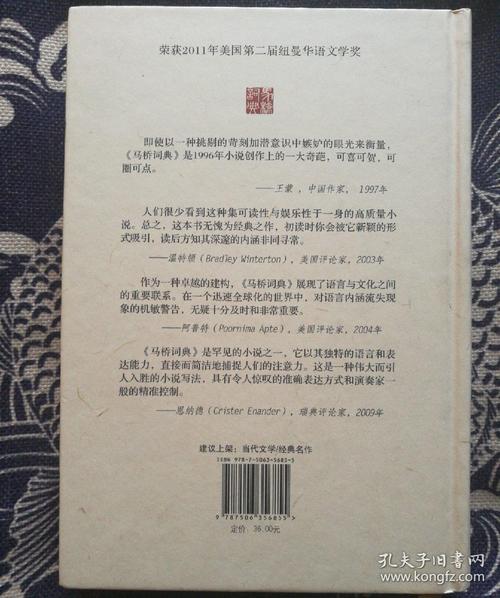 荣获2011年美国第二届纽曼华语文学奖
马桥
词典
即使以一种挑剔的苛刻加潜意识中嫉妒的眼光来衡量，
《马桥词典》是1996年小说创作上的一大奇葩，可喜可贺，可
圈可点。
——王蒙，中国作家，1997年
人们很少看到这种集可读性与娱乐性于一身的高质量小
说。总之，这本书无愧为经典之作，初读时你会被它新颖的形
式吸引，读后方知其深邃的内涵非同寻常。
——温特顿（Bradley Winterton），美国评论家，2003年
作为一种卓越的建构，《马桥词典》展现了语言与文化之间
的重要联系。在一个迅速全球化的世界中，对语言内涵流失现
象的机敏警告，无疑十分及时和非常重要。
——阿普特（Poornima Apte），美国评论家，2004年
《马桥词典》是罕见的小说之一，它以其独特的语言和表
达能力，直接而简洁地捕捉人们的注意力。这是一种伟大而引
人入胜的小说写法，具有令人惊叹的准确表达方式和演奏家一
般的精准控制。
——恩纳德（Crister Enander），瑞典评论家，2009年
建议上架：当代文学/经典名作
ISBN 978-7-5063-5685-5
9787506356855>
定价：36.00元
孔夫子旧书网
www.kongfz.com